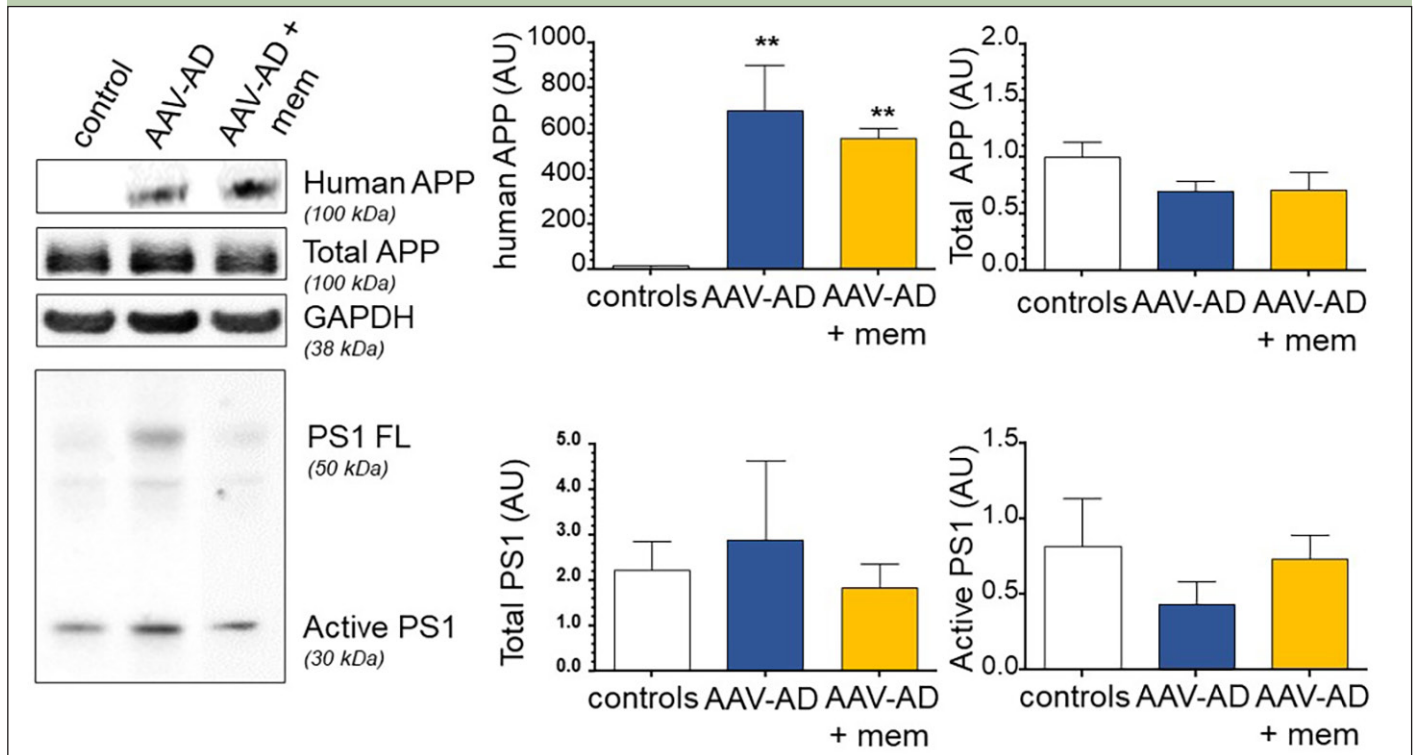 control
AAV-AD
AAV-AD +
mem
Human APP
(100 kDa)
Total APP
(100 kDa)
GAPDH
(38 kDa)
PS1 FL
(50 kDa)
Active PS1
(30 kDa)
human APP (AU)
1000
800
600
400
200
0
**
**
controls AAV-AD AAV-AD
+ mem
Total APP (AU)
2.0
1.5
1.0
0.5
0.0
controls AAV-AD AAV-AD
+ mem
Total PS1 (AU)
5.0
4.0
3.0
2.0
1.0
0.0
controls AAV-AD AAV-AD
+ mem
Active PS1 (AU)
1.5
1.0
0.5
0.0
controls AAV-AD AAV-AD
+ mem